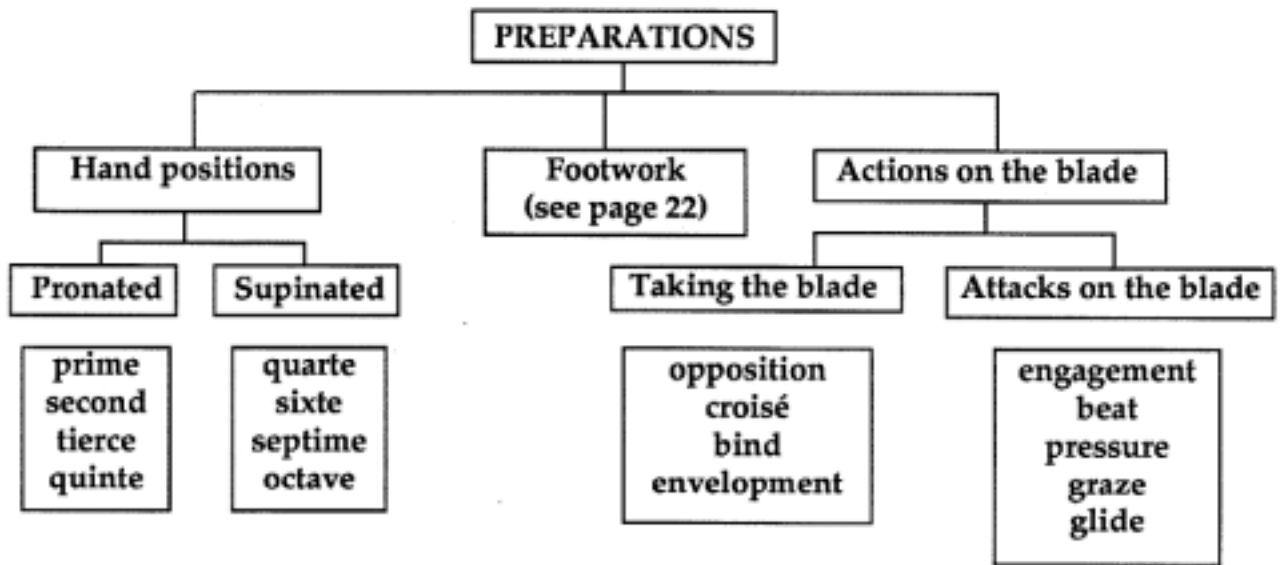 PREPARATIONS
Hand positions
Footwork
(see page 22)
Actions on the blade
Pronated
Supinated
Taking the blade
Attacks on the blade
prime
second
tierce
quinte
quarte
sixte
septime
octave
opposition
croisé
bind
envelopment
engagement
beat
pressure
graze
glide